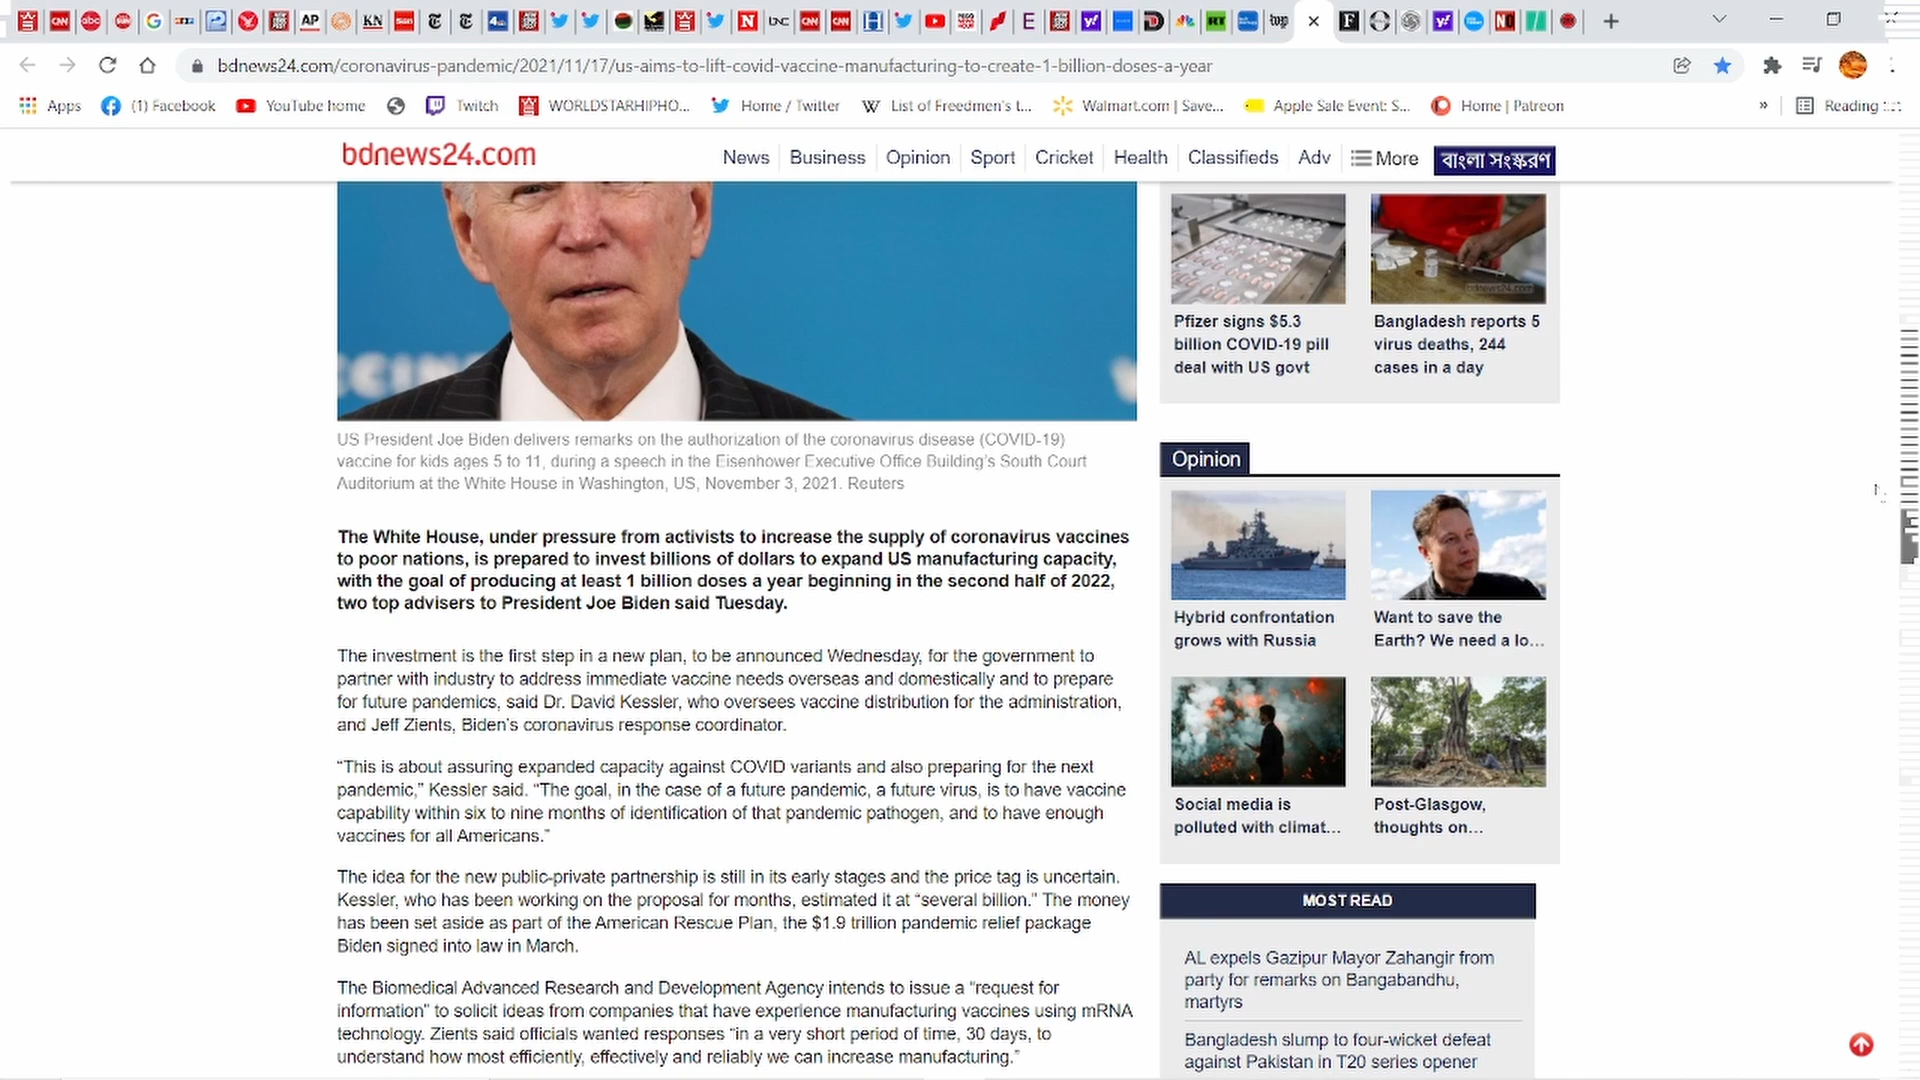 bdnews24.com/coronavirus-pandemic/2021/11/17/us-aims-to-lift-covid-vaccine-manufacturing-to-create-1-billion-doses-a-year
Apps (1) Facebook YouTube home Twitch WORLDSTARHIPHO... Home / Twitter List of Freedmen's t... Walmart.com | Save... Apple Sale Event: S... Home | Patreon » Reading
bdnews24.com
News Business Opinion Sport Cricket Health Classifieds Adv More বাংলা সংস্করণ
US President Joe Biden delivers remarks on the authorization of the coronavirus disease (COVID-19)
vaccine for kids ages 5 to 11, during a speech in the Eisenhower Executive Office Building's South Court
Auditorium at the White House in Washington, US, November 3, 2021. Reuters
The White House, under pressure from activists to increase the supply of coronavirus vaccines
to poor nations, is prepared to invest billions of dollars to expand US manufacturing capacity,
with the goal of producing at least 1 billion doses a year beginning in the second half of 2022,
two top advisers to President Joe Biden said Tuesday.
The investment is the first step in a new plan, to be announced Wednesday, for the government to
partner with industry to address immediate vaccine needs overseas and domestically and to prepare
for future pandemics, said Dr. David Kessler, who oversees vaccine distribution for the administration,
and Jeff Zients, Biden's coronavirus response coordinator.
“This is about assuring expanded capacity against COVID variants and also preparing for the next
pandemic,” Kessler said. “The goal, in the case of a future pandemic, a future virus, is to have vaccine
capability within six to nine months of identification of that pandemic pathogen, and to have enough
vaccines for all Americans.”
The idea for the new public-private partnership is still in its early stages and the price tag is uncertain.
Kessler, who has been working on the proposal for months, estimated it at “several billion.” The money
has been set aside as part of the American Rescue Plan, the $1.9 trillion pandemic relief package
Biden signed into law in March.
The Biomedical Advanced Research and Development Agency intends to issue a “request for
information” to solicit ideas from companies that have experience manufacturing vaccines using mRNA
technology. Zients said officials wanted responses “in a very short period of time, 30 days, to
understand how most efficiently, effectively and reliably we can increase manufacturing.”
Pfizer signs $5.3
billion COVID-19 pill
deal with US govt
bdnews24.com
Bangladesh reports 5
virus deaths, 244
cases in a day
Opinion
Hybrid confrontation
grows with Russia
Want to save the
Earth? We need a lo...
Social media is
polluted with climat...
Post-Glasgow,
thoughts on...
MOST READ
AL expels Gazipur Mayor Zahangir from
party for remarks on Bangabandhu,
martyrs
Bangladesh slump to four-wicket defeat
against Pakistan in T20 series opener